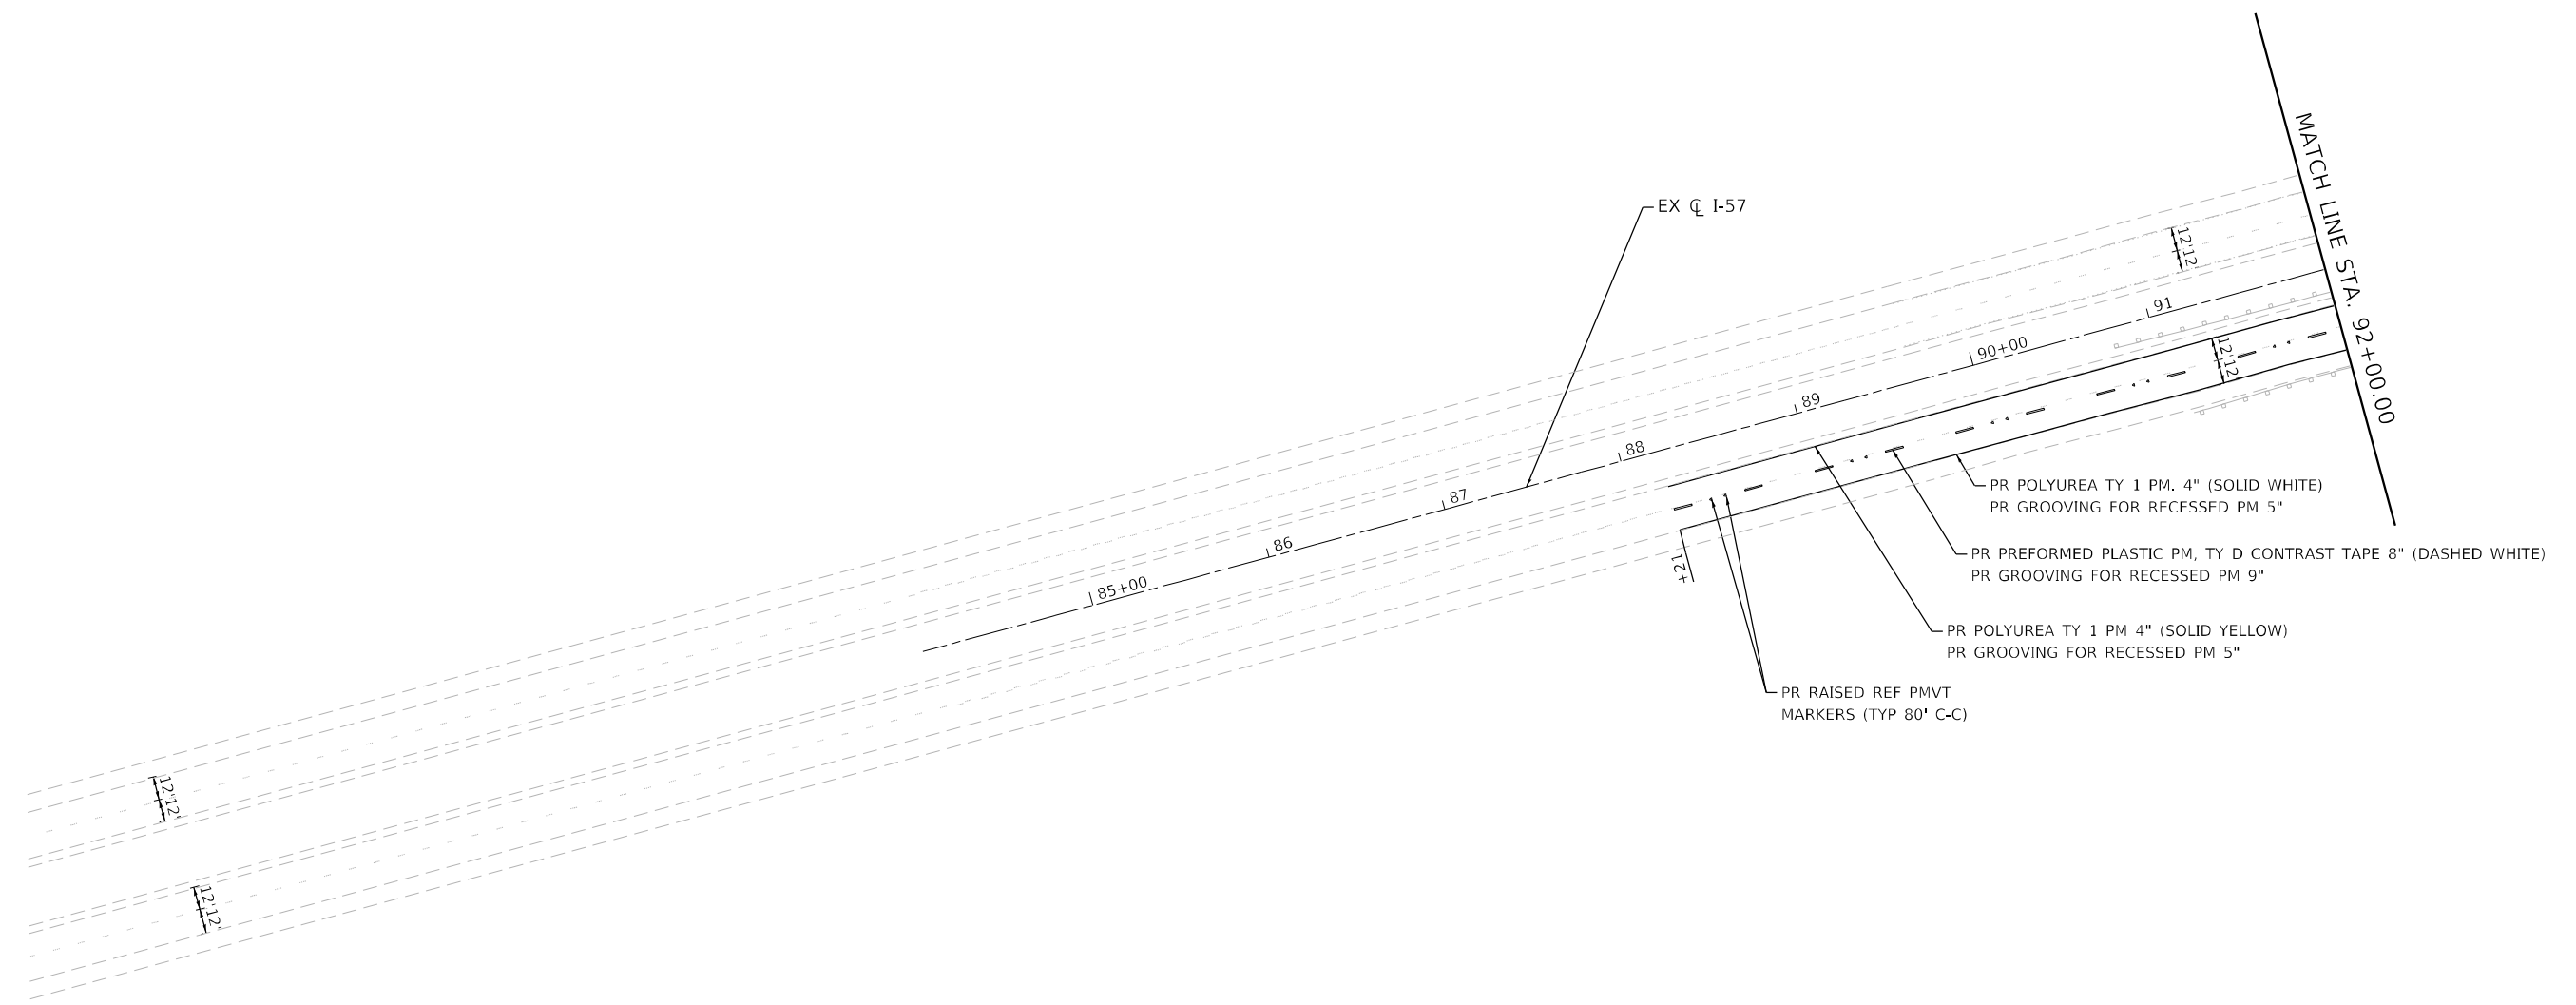 MATCH LINE STA. 92+00.00
EX ℄ I-57
12'12'
91
90+00
12'12'
89
88
87
86
85+00
+21
PR POLYUREA TY 1 PM. 4" (SOLID WHITE)
PR GROOVING FOR RECESSED PM 5"
PR PREFORMED PLASTIC PM, TY D CONTRAST TAPE 8" (DASHED WHITE)
PR GROOVING FOR RECESSED PM 9"
PR POLYUREA TY 1 PM 4" (SOLID YELLOW)
PR GROOVING FOR RECESSED PM 5"
PR RAISED REF PMVT
MARKERS (TYP 80' C-C)
12'12'
12'12'